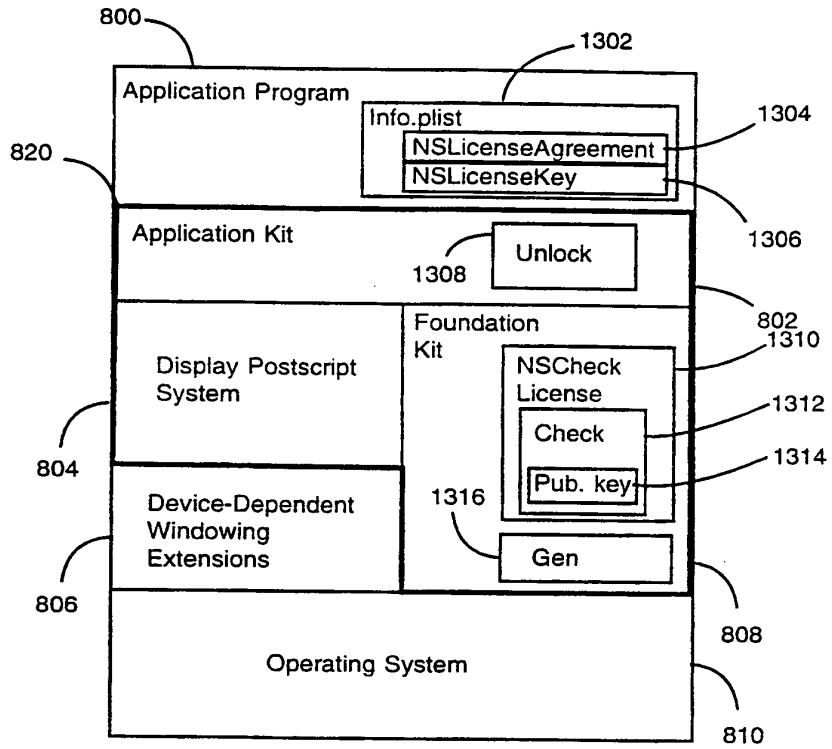 800
1302
Application Program
Info.plist
1304
NSLicenseAgreement
820
NSLicenseKey
1306
Application Kit
Unlock
1308
802
Foundation
Kit
1310
NSCheck
License
Display Postscript
System
1312
Check
1314
Pub. key
804
1316
Device-Dependent
Windowing
Extensions
Gen
806
808
Operating System
810